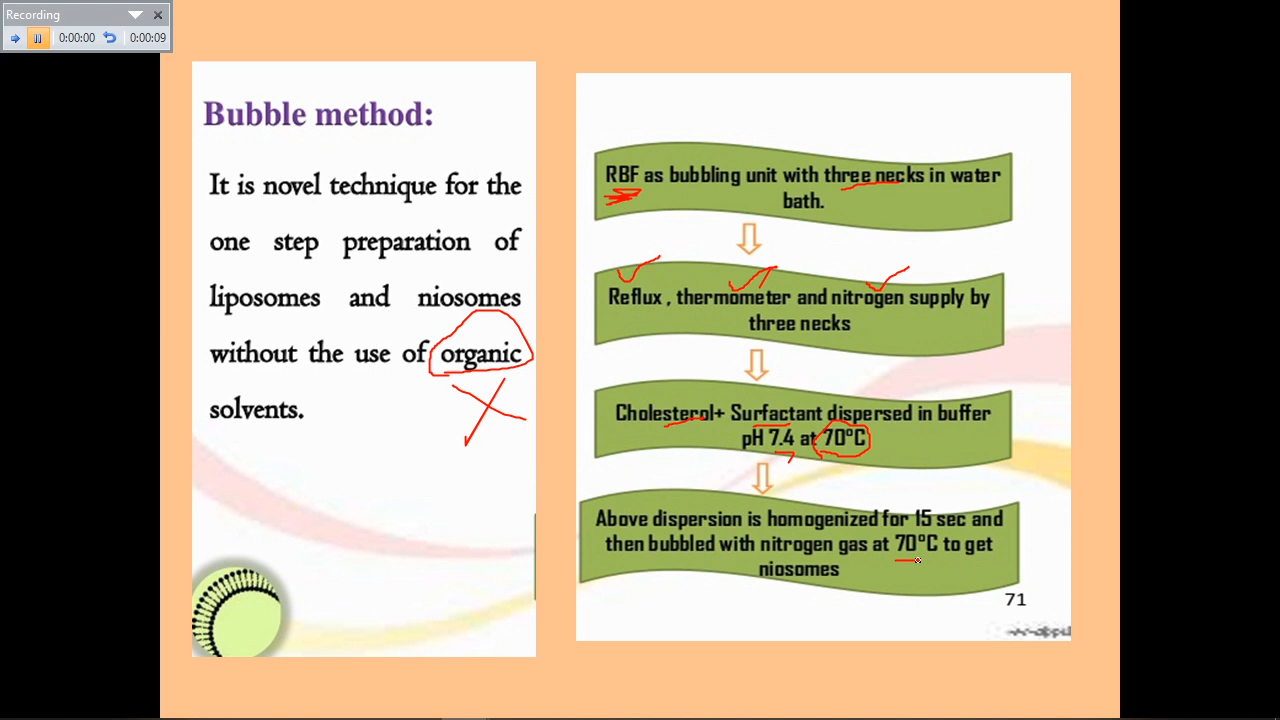 Recording
0:00:00
0:00:09
Bubble method:
It is novel technique for the
one step preparation of
liposomes and niosomes
without the use of organic
solvents.
RBF as bubbling unit with three necks in water
bath.
Reflux , thermometer and nitrogen supply by
three necks
Cholesterol+ Surfactant dispersed in buffer
pH 7.4 at 70°C
Above dispersion is homogenized for 15 sec and
then bubbled with nitrogen gas at 70°C to get
niosomes
71